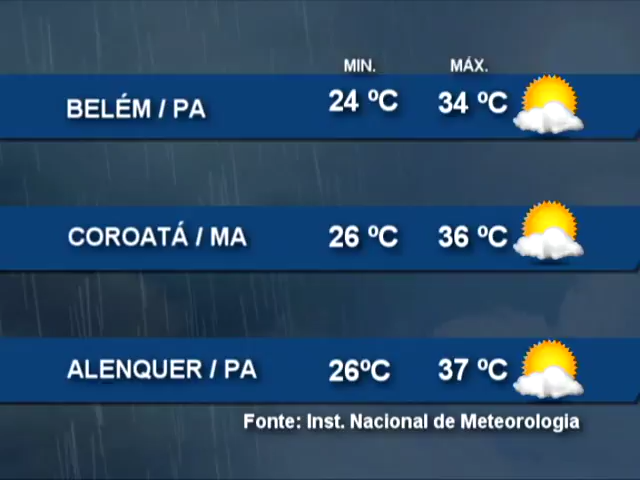 MIN. MÁX.
BELÉM / PA 24 ºC 34 ºC
COROATÁ / MA 26 ºC 36 ºC
ALENQUER / PA 26ºC 37 ºC
Fonte: Inst. Nacional de Meteorologia